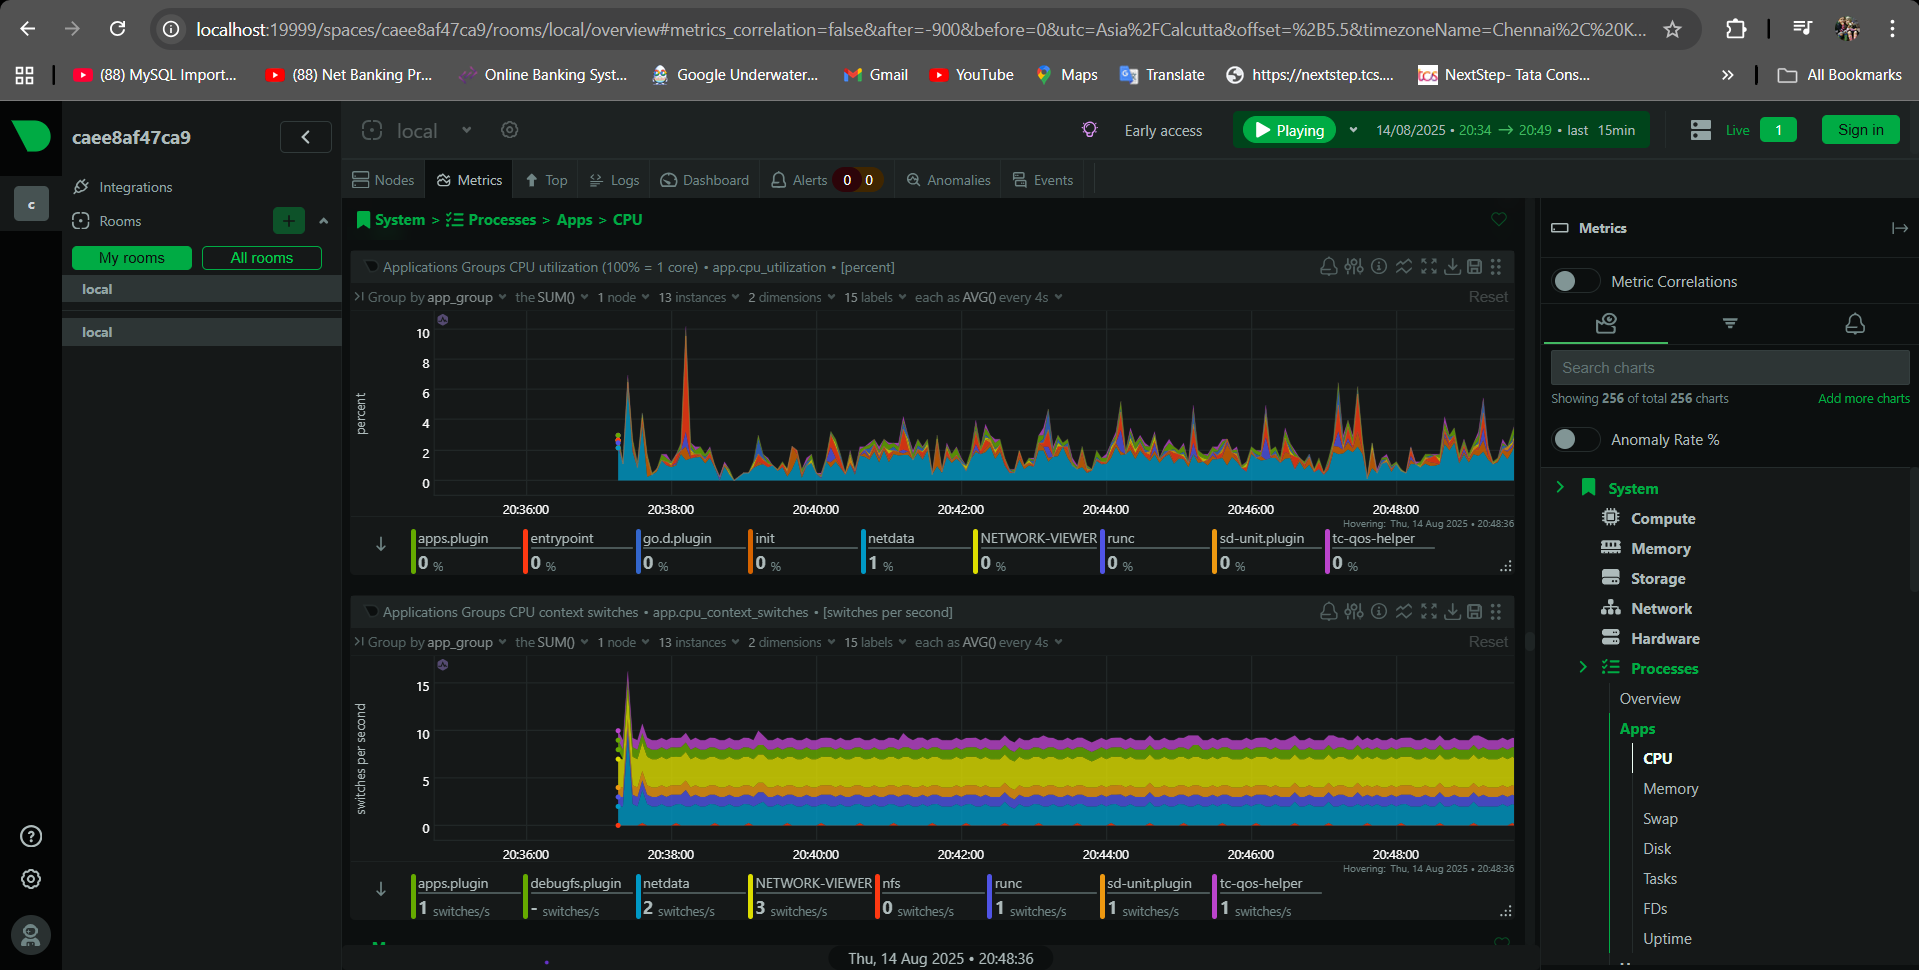 localhost:19999/spaces/caee8af47ca9/rooms/local/overview#metrics_correlation=false&after=-900&before=0&utc=Asia%2FCalcutta&offset=%2B5.5&timezoneName=Chennai%2C%20K...
(88) MySQL Import... (88) Net Banking Pr... Online Banking Syst... Google Underwater... Gmail YouTube Maps Translate https://nextstep.tcs.... tcs NextStep- Tata Cons... » All Bookmarks
caee8af47ca9 local Early access Playing 14/08/2025 • 20:34 → 20:49 • last 15min Live 1 Sign in
c
Integrations
Rooms +
My rooms All rooms
local
local
Nodes Metrics Top Logs Dashboard Alerts 0 0 Anomalies Events
System > Processes > Apps > CPU
Applications Groups CPU utilization (100% = 1 core) • app.cpu_utilization • [percent]
Group by app_group the SUM() 1 node 13 instances 2 dimensions 15 labels each as AVG() every 4s Reset
percent
10
8
6
4
2
0
20:36:00 20:38:00 20:40:00 20:42:00 20:44:00 20:46:00 20:48:00
Hovering: Thu, 14 Aug 2025 • 20:48:36
apps.plugin entrypoint go.d.plugin init netdata NETWORK-VIEWER runc sd-unit.plugin tc-qos-helper
0 % 0 % 0 % 0 % 1 % 0 % 0 % 0 % 0 %
Applications Groups CPU context switches • app.cpu_context_switches • [switches per second]
Group by app_group the SUM() 1 node 13 instances 2 dimensions 15 labels each as AVG() every 4s Reset
switches per second
15
10
5
0
20:36:00 20:38:00 20:40:00 20:42:00 20:44:00 20:46:00 20:48:00
Hovering: Thu, 14 Aug 2025 • 20:48:36
apps.plugin debugfs.plugin netdata NETWORK-VIEWER nfs runc sd-unit.plugin tc-qos-helper
1 switches/s - switches/s 2 switches/s 3 switches/s 0 switches/s 1 switches/s 1 switches/s 1 switches/s
Thu, 14 Aug 2025 • 20:48:36
Metrics
Metric Correlations
Search charts
Showing 256 of total 256 charts Add more charts
Anomaly Rate %
System
Compute
Memory
Storage
Network
Hardware
Processes
Overview
Apps
CPU
Memory
Swap
Disk
Tasks
FDs
Uptime